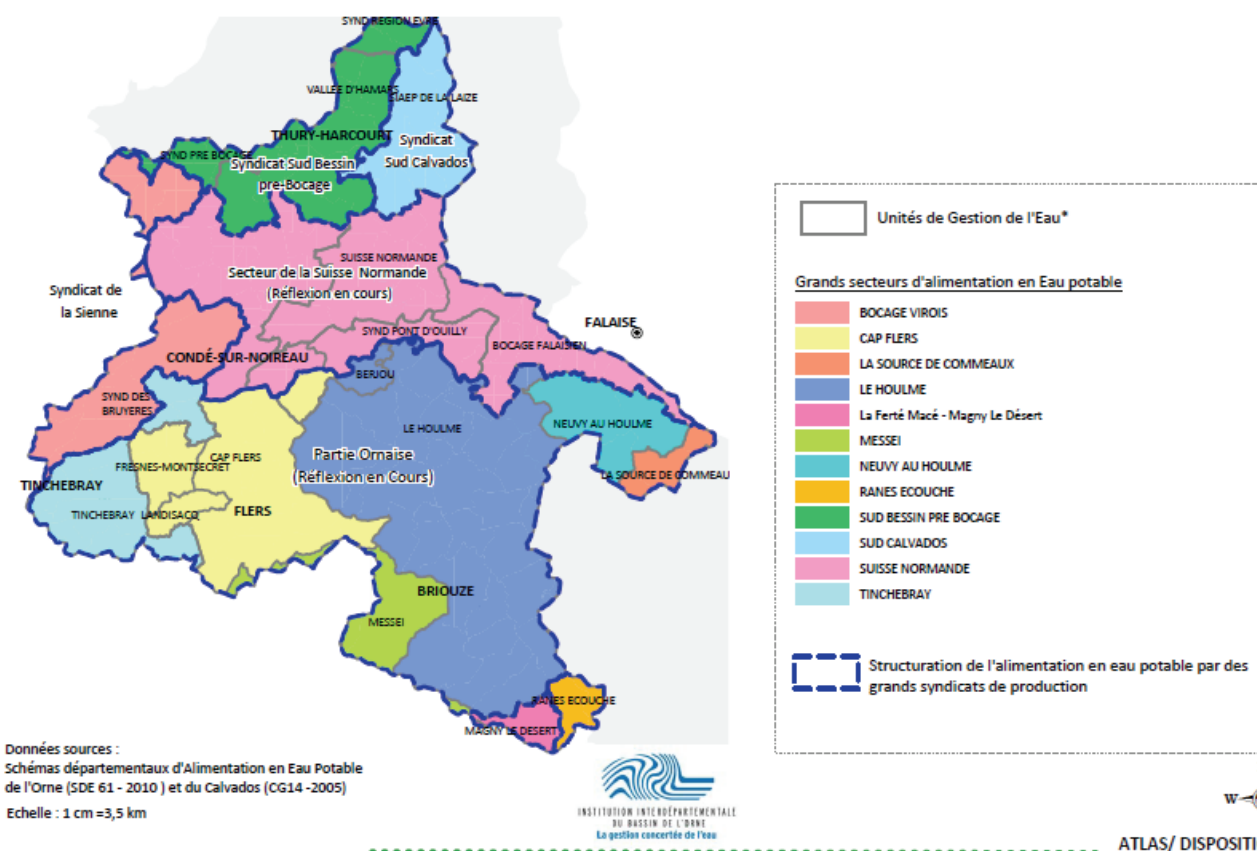 SYND REGION EVRE
VALLEE D'HAMARS
SIAEP DE LA LAIZE
THURY-HARCOURT
Syndicat
Sud Calvados
SYND PRE BOCAGE
Syndicat Sud Bessin
pre-Bocage
SUISSE NORMANDE
Secteur de la Suisse Normande
(Réflexion en cours)
Syndicat de
la Sienne
FALAISE
SYND PONT D'OUILLY
BOCAGE FALAISIEN
CONDÉ-SUR-NOIREAU
BERJOU
SYND DES
BRUYERES
LE HOULME
NEUVY AU HOULME
CAP FLERS
Partie Ornaise
(Réflexion en Cours)
FRESNES-MONTSECRET
LA SOURCE DE COMMEAU
TINCHEBRAY
TINCHEBRAY
LANDISACQ
FLERS
BRIOUZE
MESSEI
RANES ECOUCHE
MAGNY LE DESERT
Unités de Gestion de l'Eau*
Grands secteurs d'alimentation en Eau potable
BOCAGE VIROIS
CAP FLERS
LA SOURCE DE COMMEAUX
LE HOULME
La Ferté Macé - Magny Le Désert
MESSEI
NEUVY AU HOULME
RANES ECOUCHE
SUD BESSIN PRE BOCAGE
SUD CALVADOS
SUISSE NORMANDE
TINCHEBRAY
Structuration de l'alimentation en eau potable par des
grands syndicats de production
Données sources :
Schémas départementaux d'Alimentation en Eau Potable
de l'Orne (SDE 61 - 2010 ) et du Calvados (CG14 -2005)
Echelle : 1 cm =3,5 km
INSTITUTION INTERDÉPARTEMENTALE
DU BASSIN DE L'ORNE
La gestion concertée de l'eau
W
ATLAS/ DISPOSITI